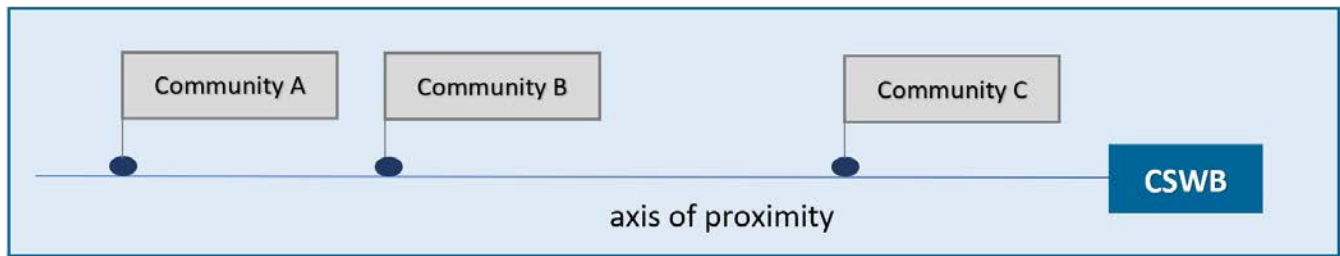 Community A
Community B
Community C
CSWB
axis of proximity